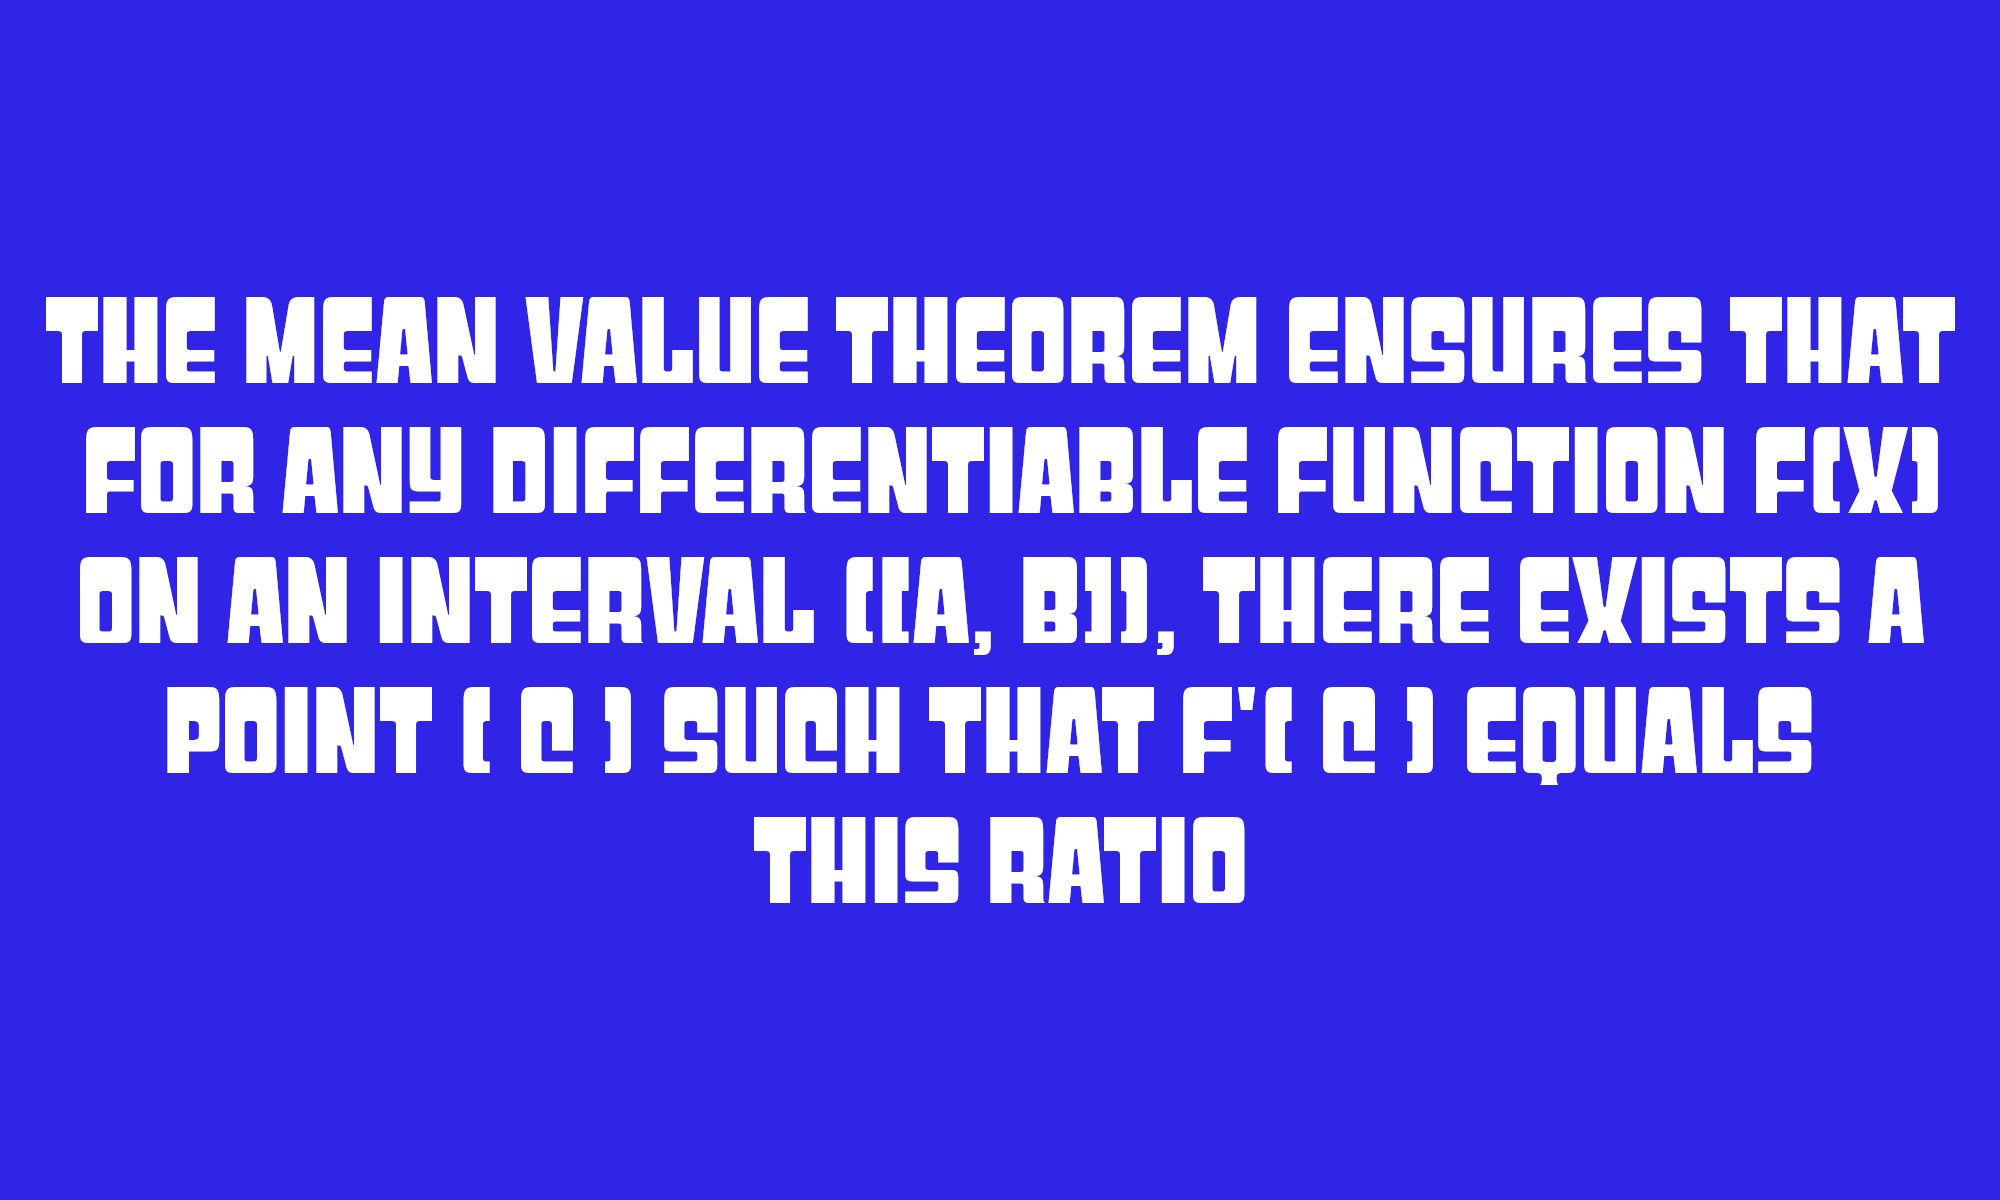 THE MEAN VALUE THEOREM ENSURES THAT
FOR ANY DIFFERENTIABLE FUNCTION F(X)
ON AN INTERVAL ([A, B]), THERE EXISTS A
POINT ( C ) SUCH THAT F'( C ) EQUALS
THIS RATIO